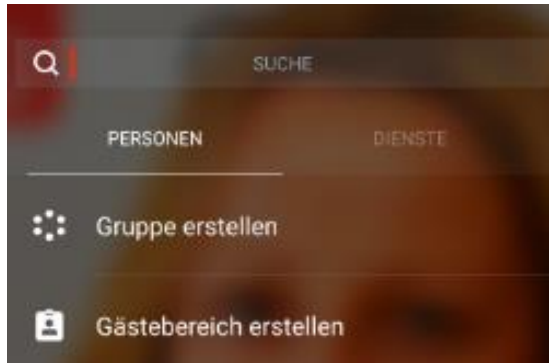 SUCHE
PERSONEN DIENSTE
Gruppe erstellen
Gästebereich erstellen